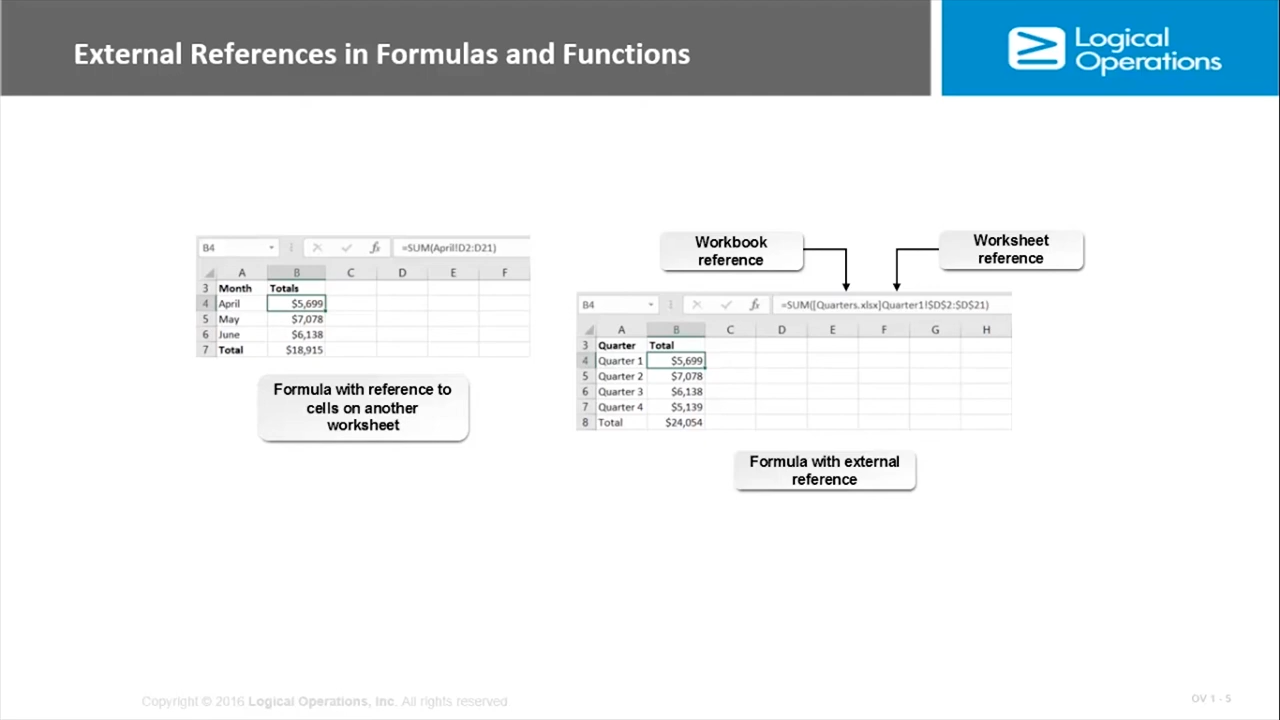 External References in Formulas and Functions
Logical
Operations
B4 fx =SUM(April!D2:D21)
A B C D E F
3 Month Totals
4 April $5,699
5 May $7,078
6 June $6,138
7 Total $18,915
Formula with reference to
cells on another
worksheet
Workbook
reference
Worksheet
reference
B4 fx =SUM([Quarters.xlsx]Quarter1!$D$2:$D$21)
A B C D E F G H
3 Quarter Total
4 Quarter 1 $5,699
5 Quarter 2 $7,078
6 Quarter 3 $6,138
7 Quarter 4 $5,139
8 Total $24,054
Formula with external
reference
Copyright © 2016 Logical Operations, Inc. All rights reserved
OV 1 - 5